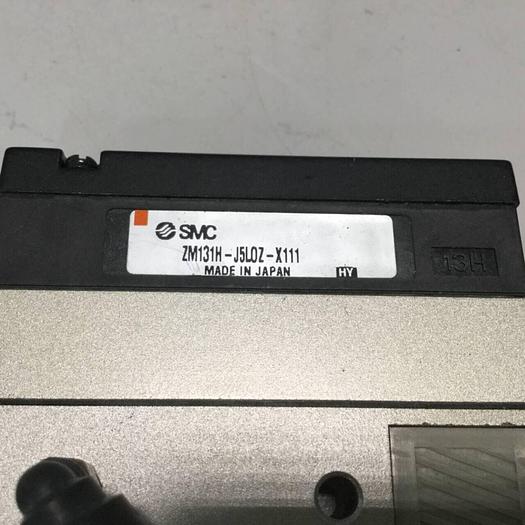 SMC
ZM131H-J5LOZ-X111
MADE IN JAPAN
HY
13H